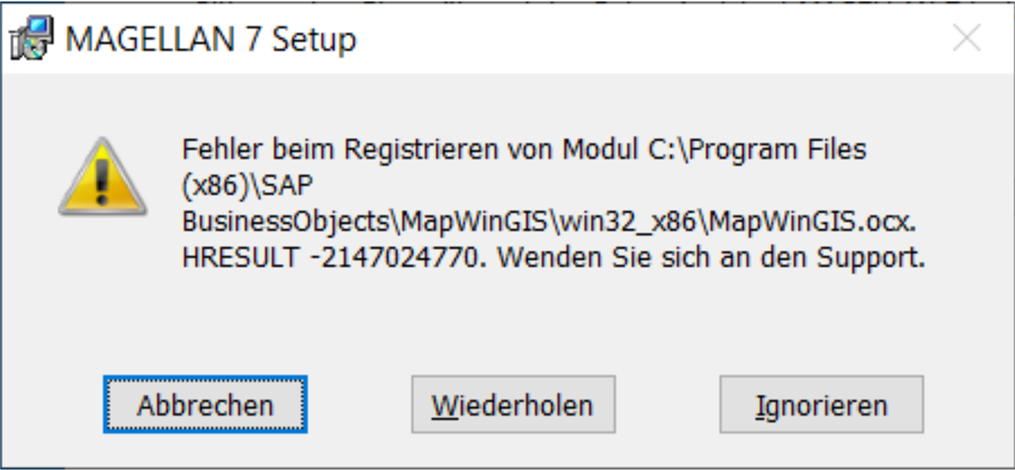 MAGELLAN 7 Setup
Fehler beim Registrieren von Modul C:\Program Files
(x86)\SAP
BusinessObjects\MapWinGIS\win32_x86\MapWinGIS.ocx.
HRESULT -2147024770. Wenden Sie sich an den Support.
Abbrechen
Wiederholen
Ignorieren